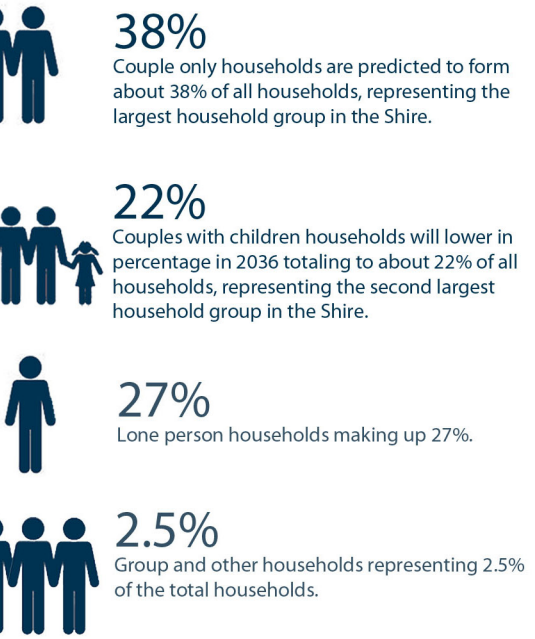 38%
Couple only households are predicted to form
about 38% of all households, representing the
largest household group in the Shire.
22%
Couples with children households will lower in
percentage in 2036 totaling to about 22% of all
households, representing the second largest
household group in the Shire.
27%
Lone person households making up 27%.
2.5%
Group and other households representing 2.5%
of the total households.